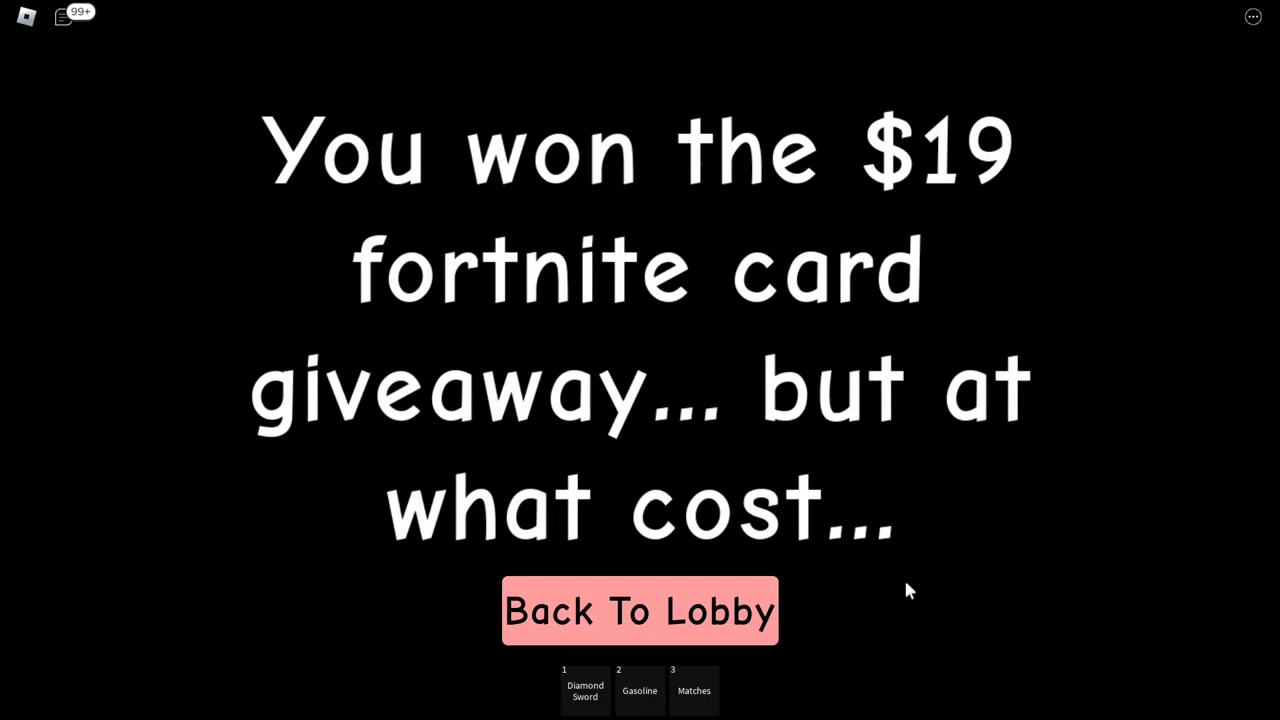 99+
You won the $19
fortnite card
giveaway... but at
what cost...
Back To Lobby
1
Diamond
Sword
2
Gasoline
3
Matches